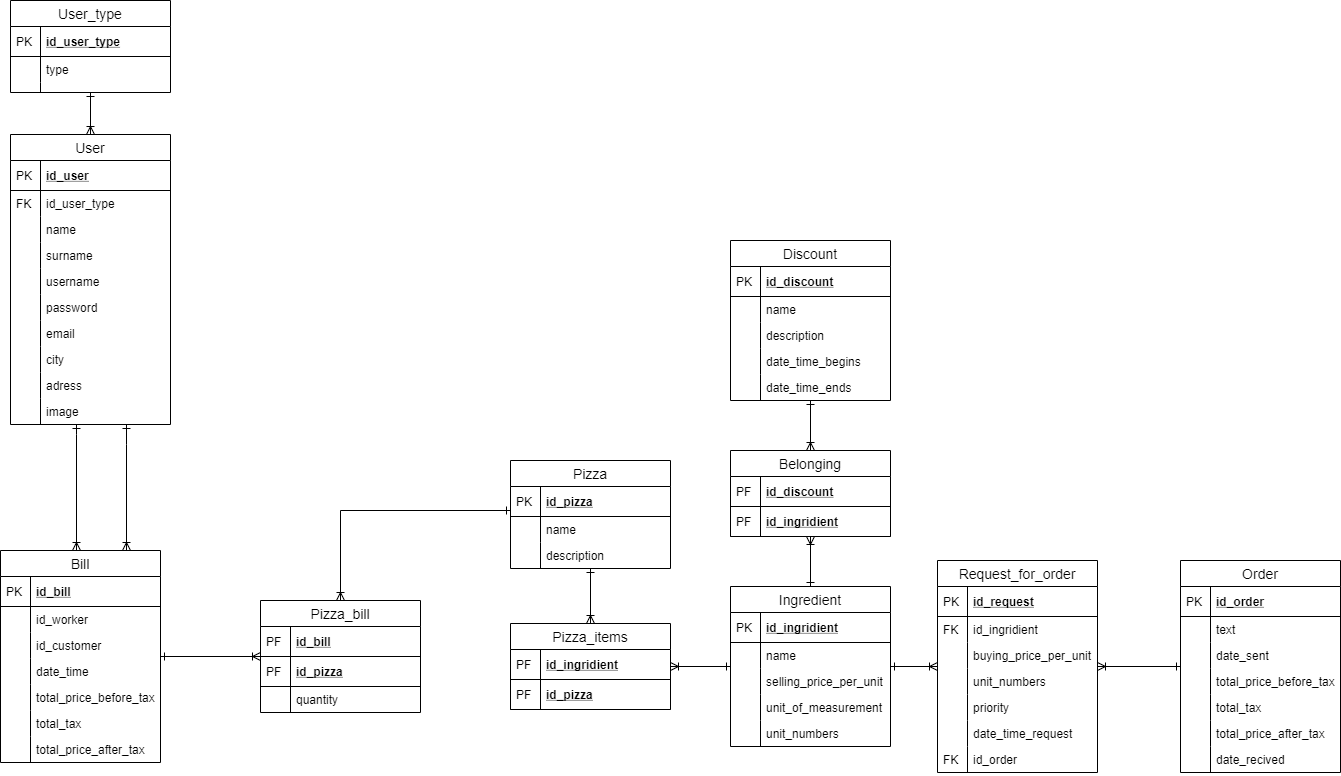 User_type
PK id_user_type
type
User
PK id_user
FK id_user_type
name
surname
username
password
email
city
adress
image
Bill
PK id_bill
id_worker
id_customer
date_time
total_price_before_tax
total_tax
total_price_after_tax
Pizza_bill
PF id_bill
PF id_pizza
quantity
Pizza
PK id_pizza
name
description
Pizza_items
PF id_ingridient
PF id_pizza
Discount
PK id_discount
name
description
date_time_begins
date_time_ends
Belonging
PF id_discount
PF id_ingridient
Ingredient
PK id_ingridient
name
selling_price_per_unit
unit_of_measurement
unit_numbers
Request_for_order
PK id_request
FK id_ingridient
buying_price_per_unit
unit_numbers
priority
date_time_request
FK id_order
Order
PK id_order
text
date_sent
total_price_before_tax
total_tax
total_price_after_tax
date_recived